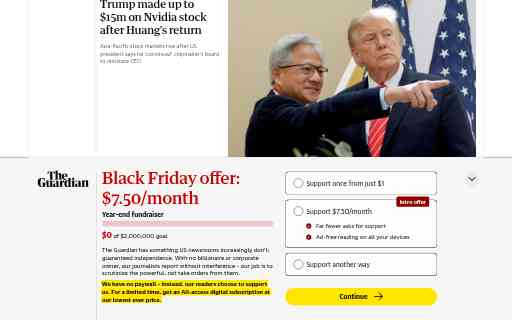 Trump made up to
$15m on Nvidia stock
after Huang's return
Asia-Pacific stock markets rise after US
president says he
to reinstate CEO
The
Guardian
Black Friday offer:
$7.50/month
Year-end fundraiser
$0 of $2,000,000 goal
The Guardian has something US newsrooms increasingly don't:
guaranteed independence. With no billionaire or corporate
owner, our journalists report without interference – our job is to
scrutinise the powerful, not take orders from them.
We have no paywall – instead, our readers choose to support
us. For a limited time, get an All-access digital subscription at
our lowest ever price.
Support once from just $1
Intro offer
Support $7.50/month
Far fewer asks for support
Ad-free reading on all your devices
Support another way
Continue →